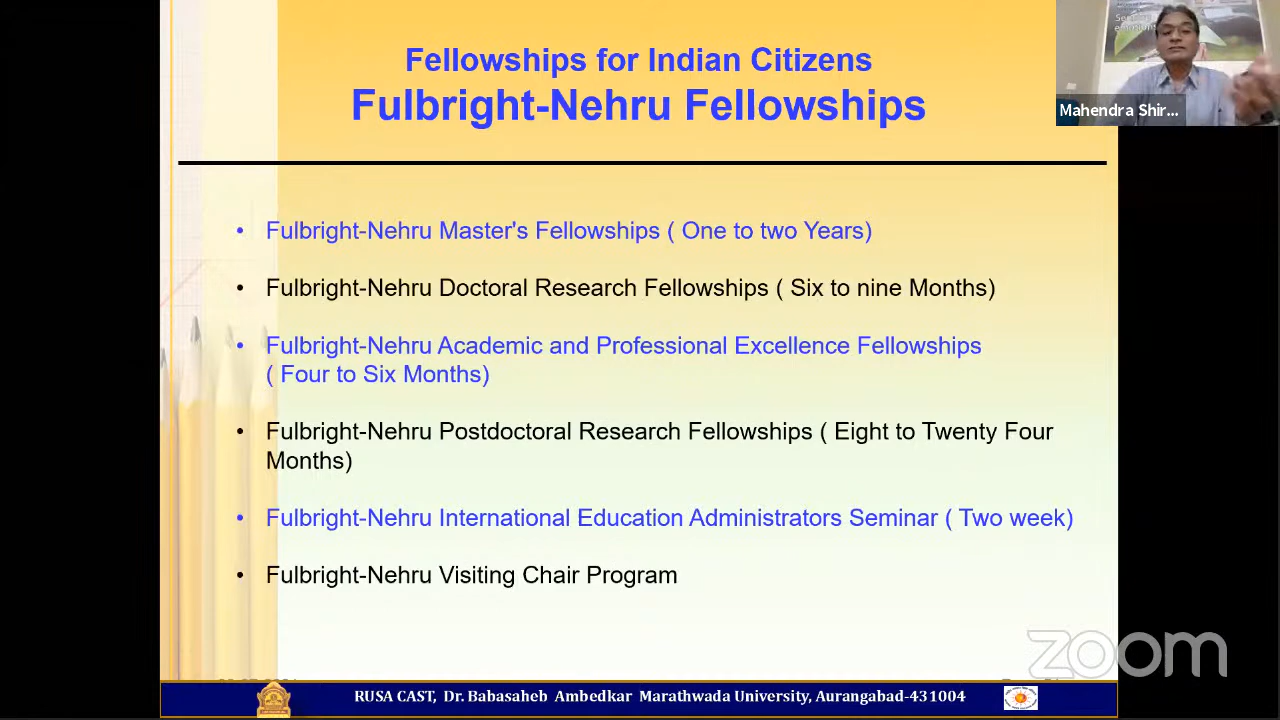 Fellowships for Indian Citizens
Fulbright-Nehru Fellowships
Mahendra Shir...
• Fulbright-Nehru Master's Fellowships ( One to two Years)
• Fulbright-Nehru Doctoral Research Fellowships ( Six to nine Months)
• Fulbright-Nehru Academic and Professional Excellence Fellowships
( Four to Six Months)
• Fulbright-Nehru Postdoctoral Research Fellowships ( Eight to Twenty Four
Months)
• Fulbright-Nehru International Education Administrators Seminar ( Two week)
• Fulbright-Nehru Visiting Chair Program
zoom
RUSA CAST, Dr. Babasaheb Ambedkar Marathwada University, Aurangabad-431004